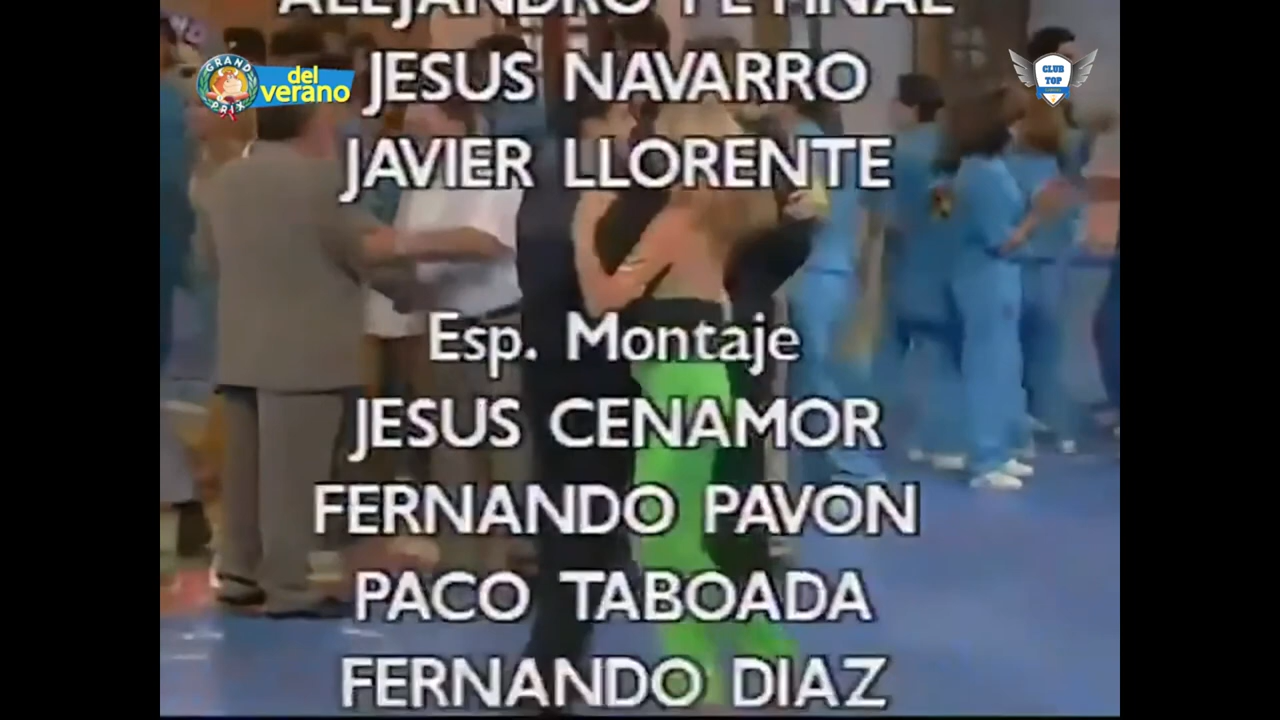 ALEJANDRO
JESUS NAVARRO
JAVIER LLORENTE
Esp. Montaje
JESUS CENAMOR
FERNANDO PAVON
PACO TABOADA
FERNANDO DIAZ
GRAND
PRIX
del
verano
CLUB
TOP